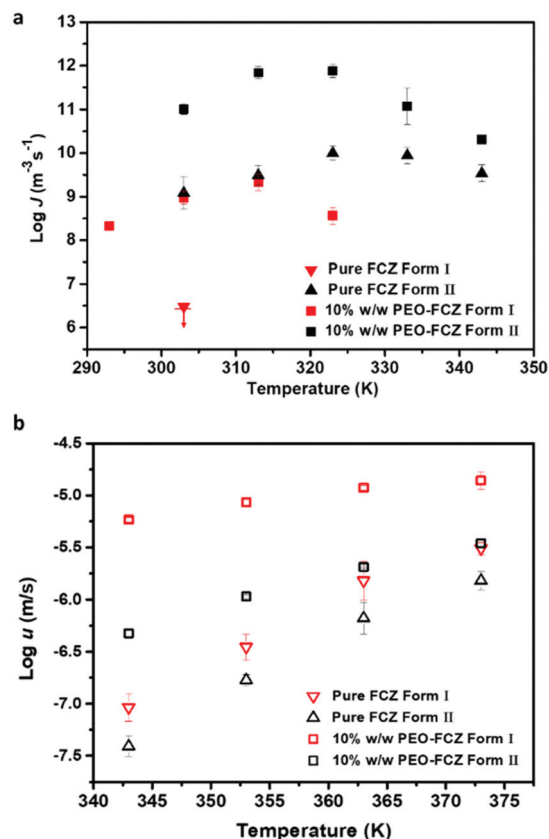 a
Log J (m⁻³ s⁻¹)
12
11
10
9
8
7
6
290 300 310 320 330 340 350
Temperature (K)
Pure FCZ Form I
Pure FCZ Form II
10% w/w PEO-FCZ Form I
10% w/w PEO-FCZ Form II
b
Log u (m/s)
-4.5
-5.0
-5.5
-6.0
-6.5
-7.0
-7.5
340 345 350 355 360 365 370 375
Temperature (K)
Pure FCZ Form I
Pure FCZ Form II
10% w/w PEO-FCZ Form I
10% w/w PEO-FCZ Form II